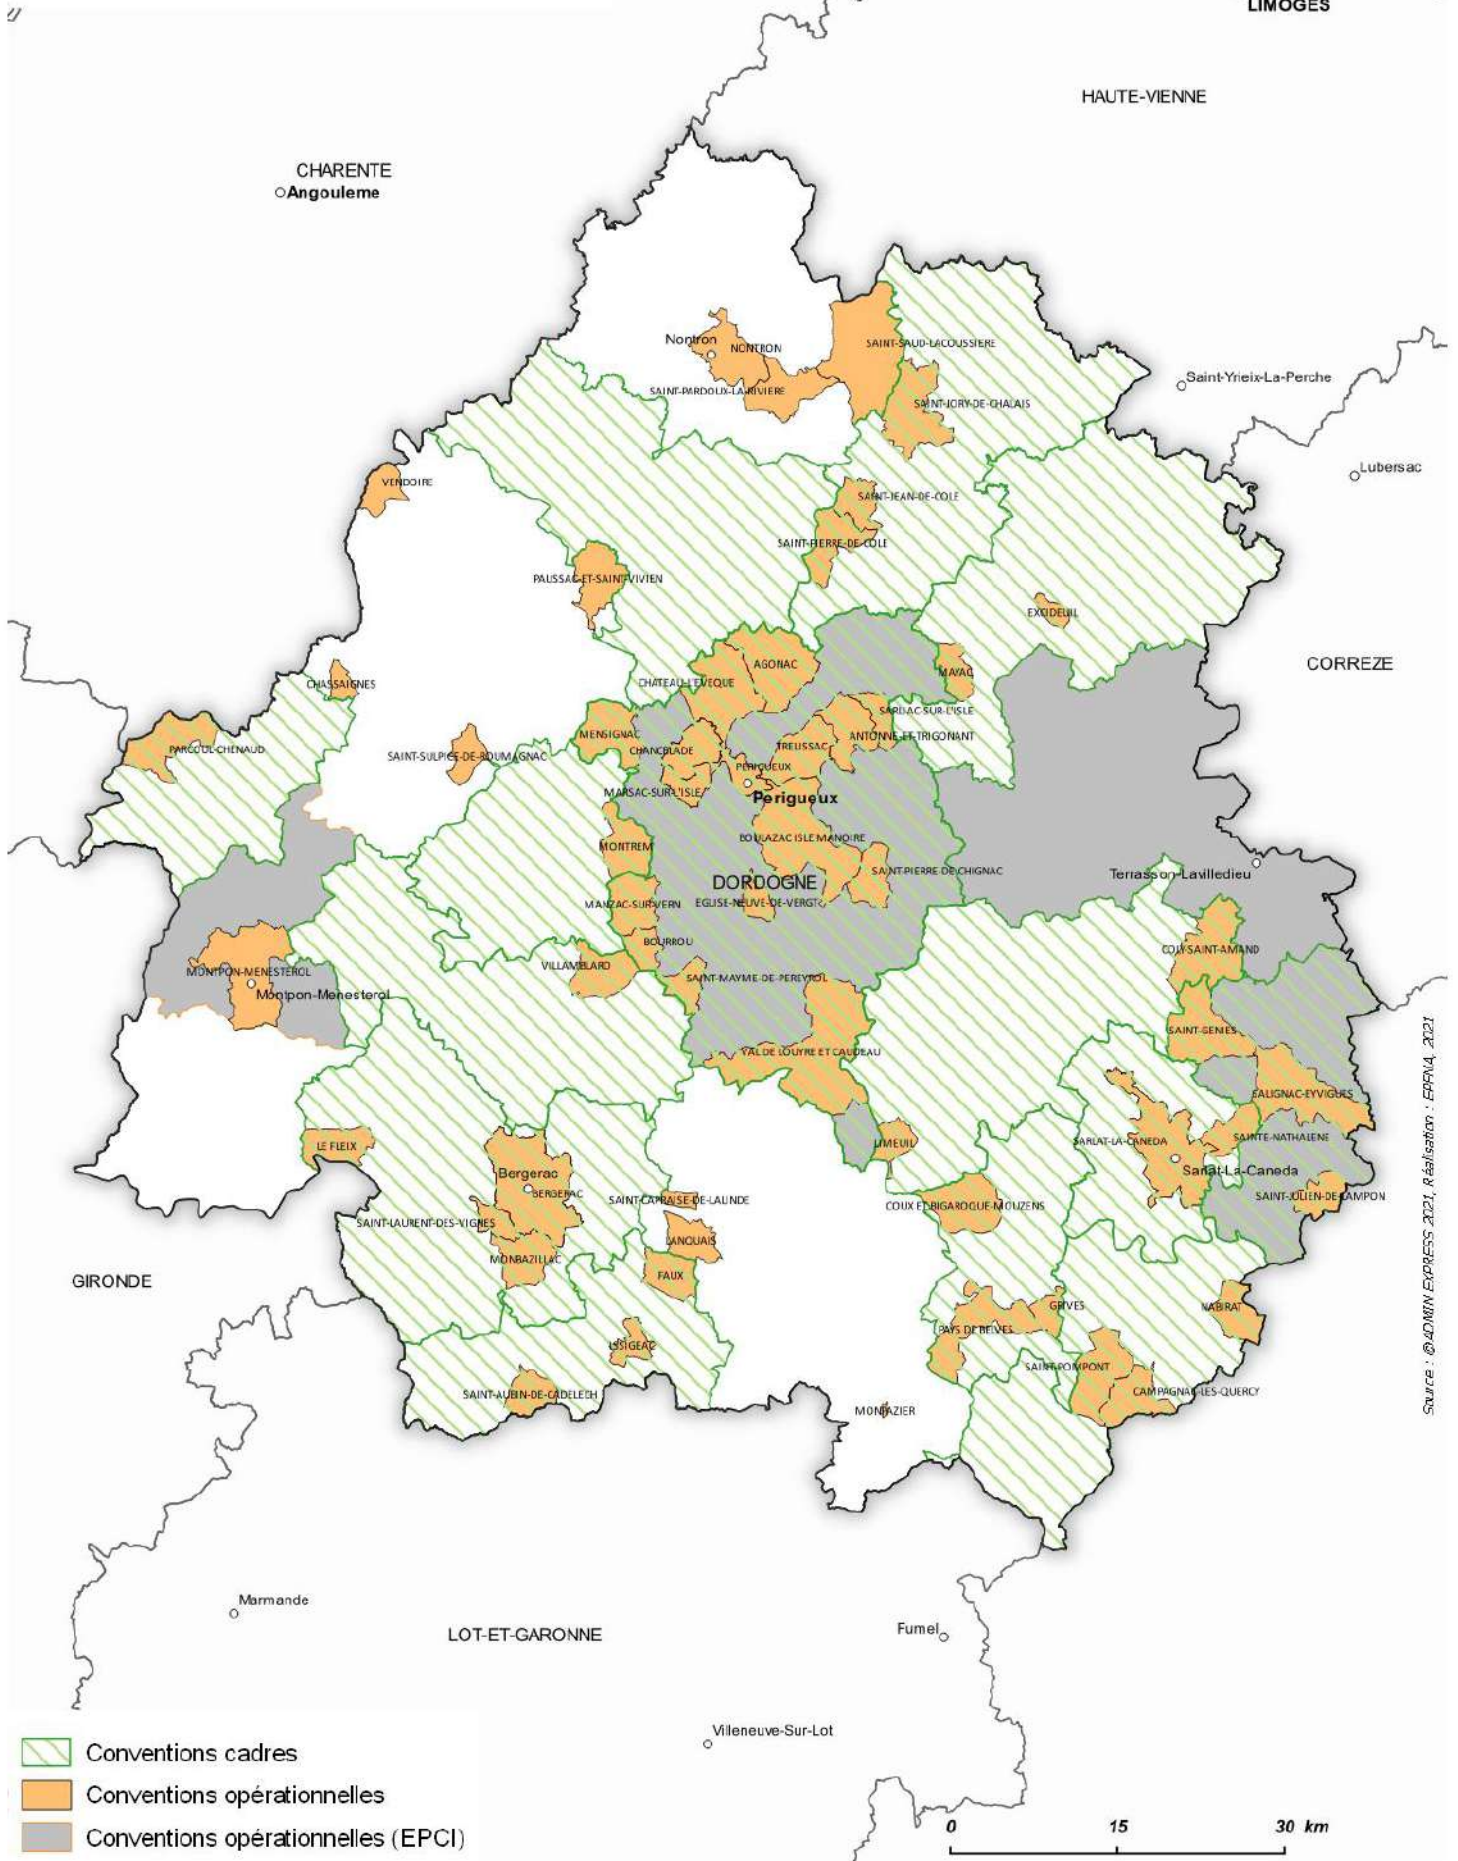 LIMOGES
HAUTE-VIENNE
CHARENTE
Angouleme
Nontron
NONTRON
SAINT-SAUD-LACOUSSIERE
Saint-Yrieix-La-Perche
SAINT-PARDOUX-LA-RIVIERE
SAINT-JORY-DE-CHALAIS
Lubersac
VENDOIRE
SAINT-JEAN-DE-COLE
SAINT-PIERRE-DE-COLE
PAUSSAC-ET-SAINT-VIVIEN
EXCIDEUIL
AGONAC
CORREZE
MAYAC
CHATEAU-L'EVEQUE
CHASSAIGNES
SARLIAC-SUR-L'ISLE
MENSIGNAC
ANTONNE-ET-TRIGONANT
PARCOUL-CHENAUD
CHANCELADE
TRELISSAC
SAINT-SULPICE-DE-ROUMAGNAC
PERIGUEUX
MARSAC-SUR-L'ISLE
Perigueux
BOULAZAC ISLE MANOIRE
MONTREM
SAINT-PIERRE-DE-CHIGNAC
Terrasson-Lavilledieu
DORDOGNE
MANZAC-SUR-VERN
EGLISE-NEUVE-DE-VERGT
BOURROU
COLY-SAINT-AMAND
VILLAMBLARD
MONTPON-MENESTEROL
SAINT-MAYME-DE-PEREYROL
Montpon-Menesterol
SAINT-GENIES
VAL DE LOUYRE ET CAUDEAU
SALIGNAC-EYVIGUES
LE FLEIX
LIMEUIL
SARLAT-LA-CANEDA
SAINTE-NATHALENE
Bergerac
Sarlat-La-Caneda
BERGERAC
SAINT-CAPRAISE-DE-LALINDE
SAINT-JULIEN-DE-LAMPON
COUX ET BIGAROQUE-MOUZENS
SAINT-LAURENT-DES-VIGNES
LANQUAIS
MONBAZILLAC
FAUX
GIRONDE
GRIVES
NABIRAT
PAYS DE BELVES
ISSIGEAC
SAINT-POMPONT
SAINT-AUBIN-DE-CADELECH
CAMPAGNAC-LES-QUERCY
MONPAZIER
Source : ©ADMIN EXPRESS 2021, Réalisation : EPFNA, 2021
Marmande
Fumel
LOT-ET-GARONNE
Villeneuve-Sur-Lot
Conventions cadres
Conventions opérationnelles
Conventions opérationnelles (EPCI)
0 15 30 km